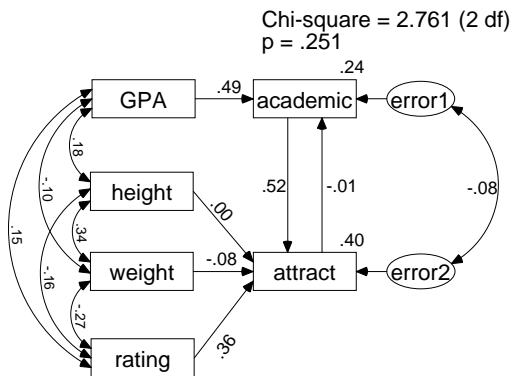 Chi-square = 2.761 (2 df)
p = .251
.24
GPA
.49
academic
error1
.18
-.10
.15
.52
-.01
-.08
height
.00
.34
-.16
.40
weight
-.08
attract
error2
-.27
.36
rating